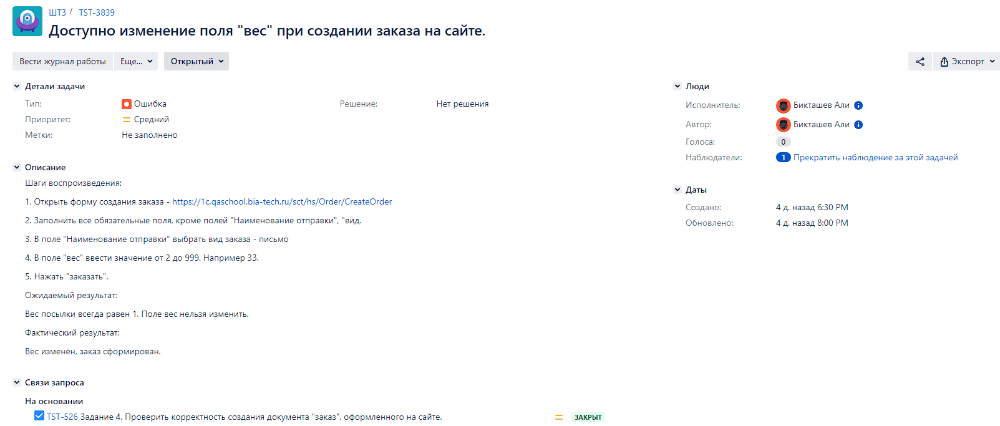 ШТЗ / TST-3839
Доступно изменение поля "вес" при создании заказа на сайте.
Вести журнал работы Еще... Открытый Экспорт
Детали задачи
Тип: Ошибка Решение: Нет решения
Приоритет: Средний
Метки: Не заполнено
Люди
Исполнитель: Бикташев Али
Автор: Бикташев Али
Голоса: 0
Наблюдатели: 1 Прекратить наблюдение за этой задачей
Даты
Создано: 4 д. назад 6:30 PM
Обновлено: 4 д. назад 8:00 PM
Описание
Шаги воспроизведения:
1. Открыть форму создания заказа - https://1c.qaschool.bia-tech.ru/sct/hs/Order/CreateOrder
2. Заполнить все обязательные поля, кроме полей "Наименование отправки", "вид.
3. В поле "Наименование отправки" выбрать вид заказа - письмо
4. В поле "вес" ввести значение от 2 до 999. Например 33.
5. Нажать "заказать".
Ожидаемый результат:
Вес посылки всегда равен 1. Поле вес нельзя изменить.
Фактический результат:
Вес изменён, заказ сформирован.
Связи запроса
На основании
TST-526 Задание 4. Проверить корректность создания документа "заказ", оформленного на сайте. ЗАКРЫТ